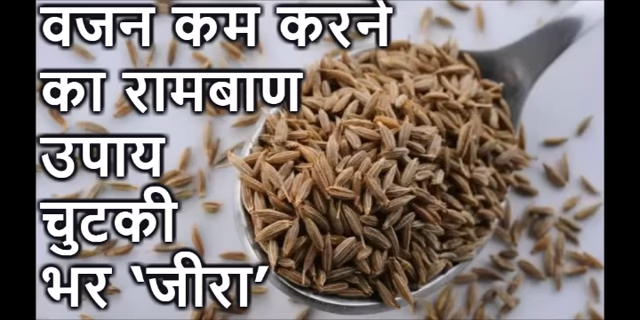 वजन कम करने
का रामबाण
उपाय
चुटकी
भर ‘जीरा’